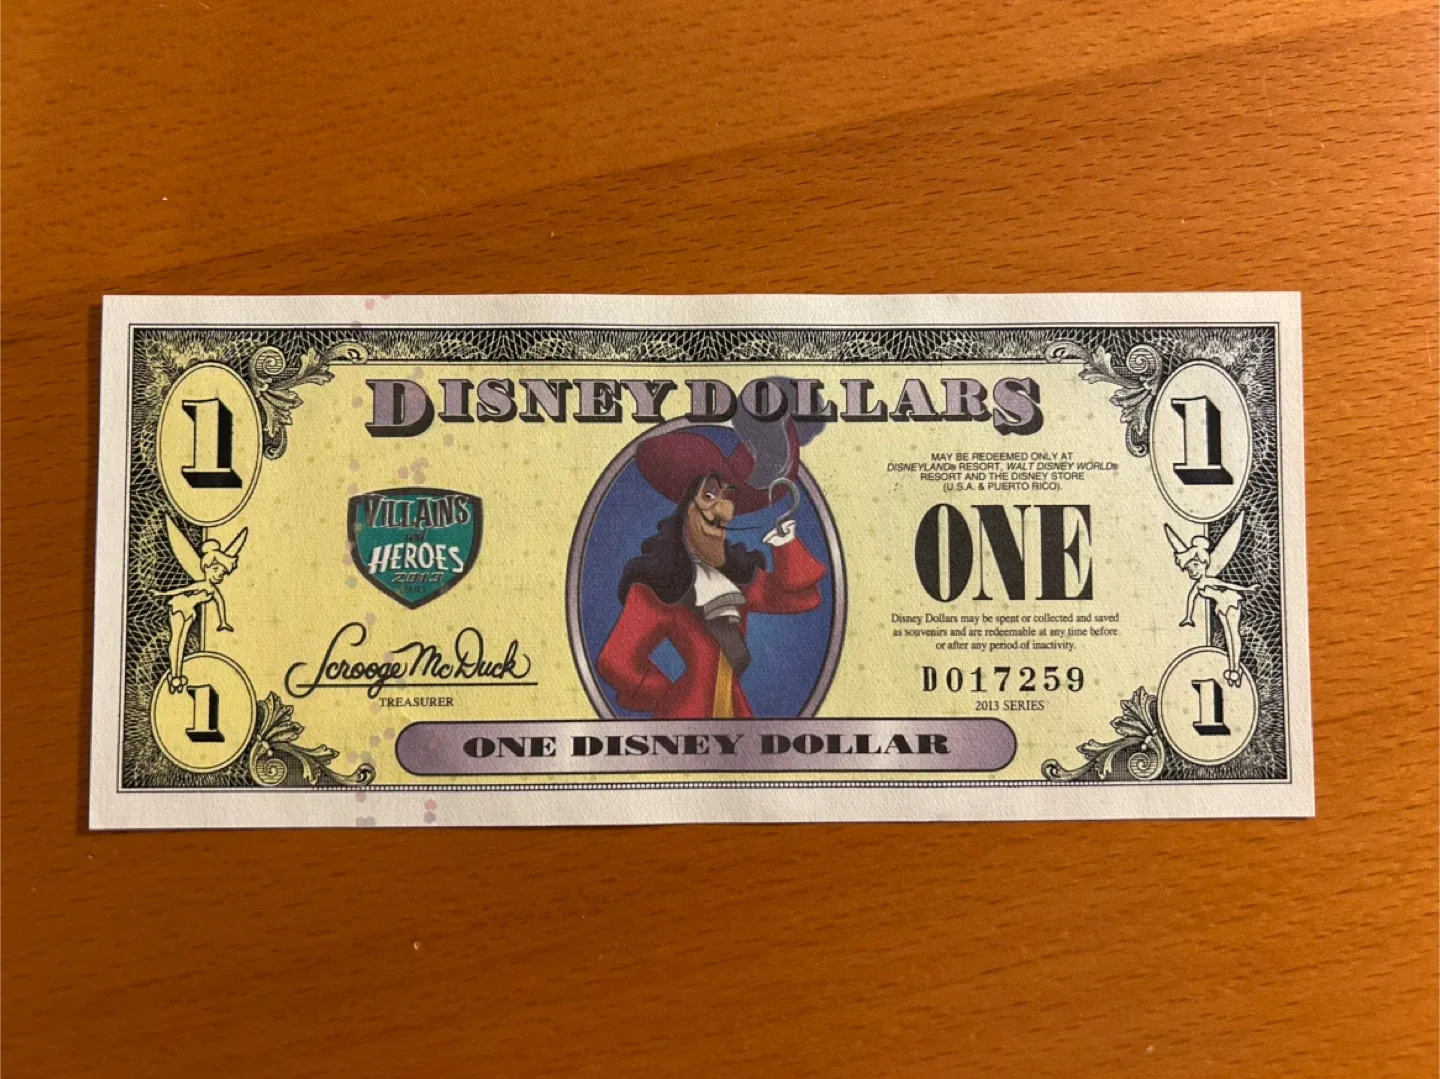 1
DISNEY DOLLARS
1
MAY BE REDEEMED ONLY AT
DISNEYLAND® RESORT, WALT DISNEY WORLD®
RESORT AND THE DISNEY STORE
(U.S.A. & PUERTO RICO).
VILLAINS
and
HEROES
2013
ONE
Disney Dollars may be spent or collected and saved
as souvenirs and are redeemable at any time before
or after any period of inactivity.
Scrooge McDuck
TREASURER
D017259
2013 SERIES
1
ONE DISNEY DOLLAR
1